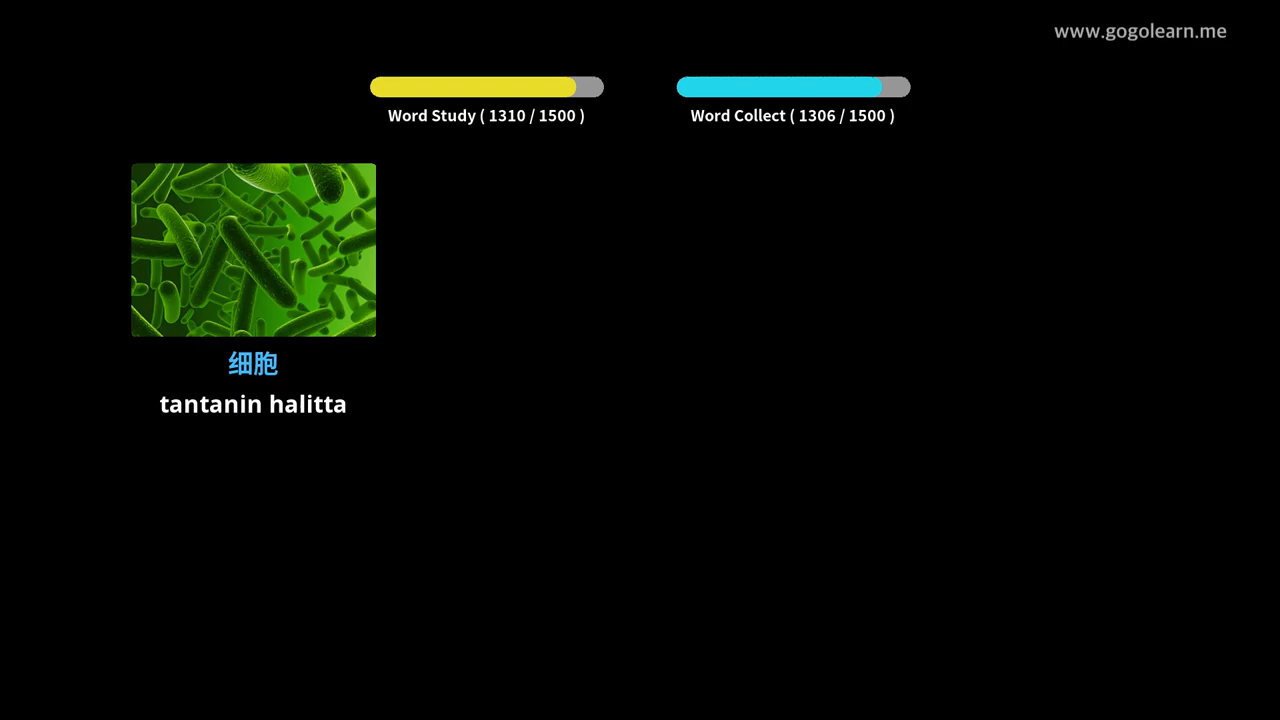 www.gogolearn.me
Word Study ( 1310 / 1500 )
Word Collect ( 1306 / 1500 )
细胞
tantanin halitta